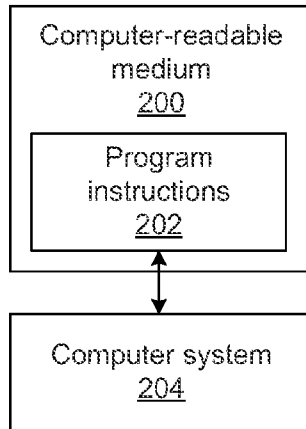 Computer-readable
medium
200
Program
instructions
202
Computer system
204